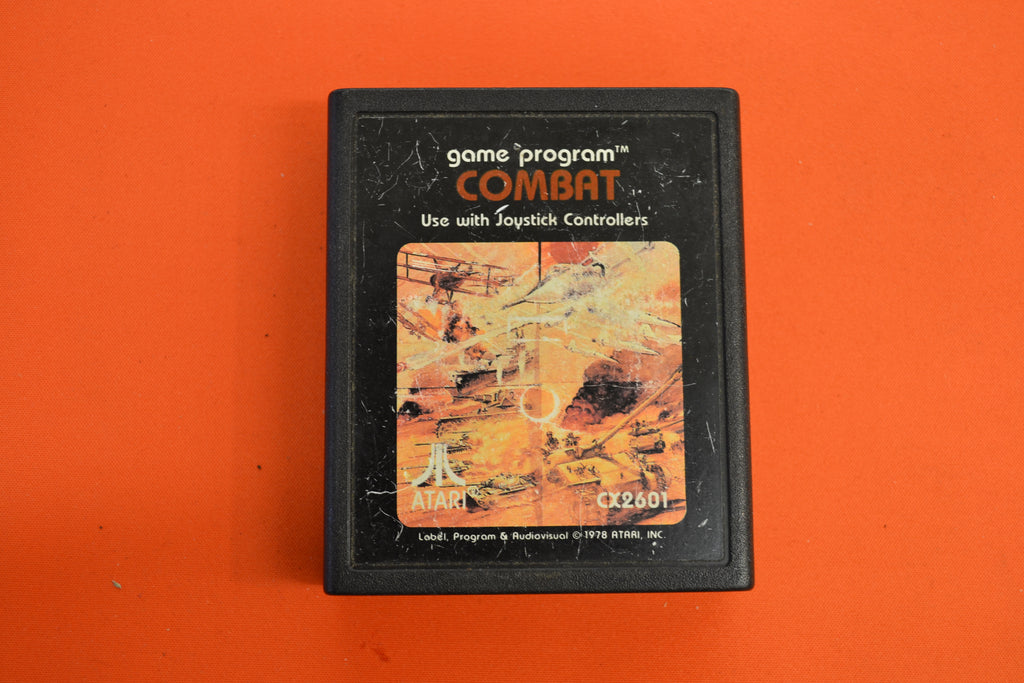 game program™
COMBAT
Use with Joystick Controllers
ATARI®
CX2601
Label, Program & Audiovisual © 1978 ATARI, INC.